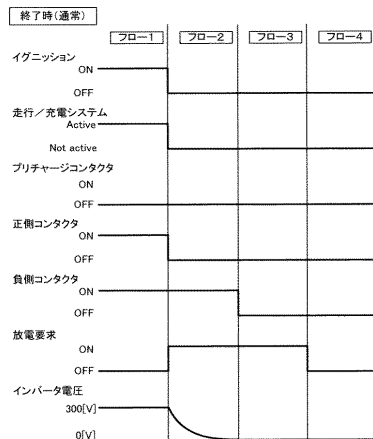 終了時(通常)
フロー1 フロー2 フロー3 フロー4
イグニッション
ON
OFF
走行／充電システム
Active
Not active
プリチャージコンタクタ
ON
OFF
正側コンタクタ
ON
OFF
負側コンタクタ
ON
OFF
放電要求
ON
OFF
インバータ電圧
300[V]
0[V]